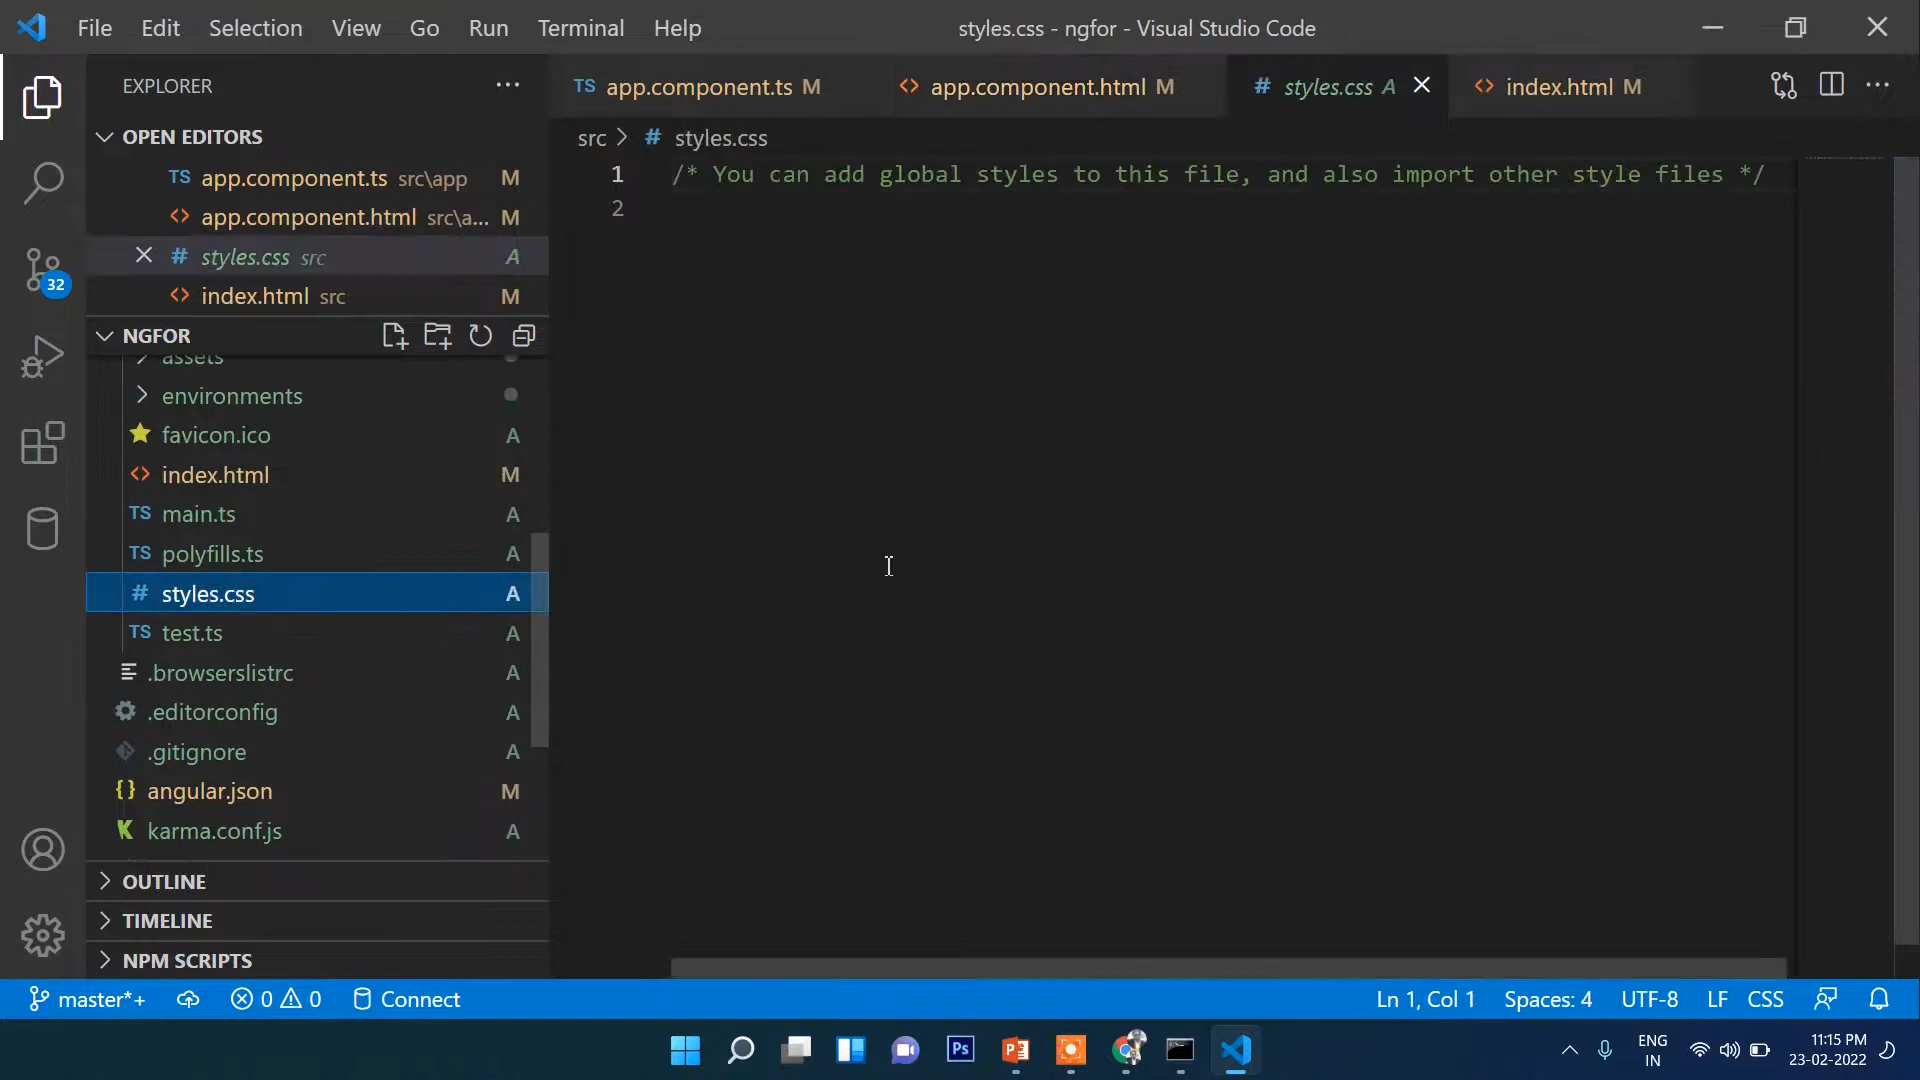 File Edit Selection View Go Run Terminal Help
styles.css - ngfor - Visual Studio Code
EXPLORER
TS app.component.ts M
<> app.component.html M
# styles.css A
<> index.html M
OPEN EDITORS
TS app.component.ts src\app M
<> app.component.html src\a... M
# styles.css src A
<> index.html src M
src > # styles.css
1 /* You can add global styles to this file, and also import other style files */
2
32
NGFOR
assets
environments
favicon.ico A
<> index.html M
TS main.ts A
TS polyfills.ts A
# styles.css A
TS test.ts A
.browserslistrc A
.editorconfig A
.gitignore A
{} angular.json M
K karma.conf.js A
OUTLINE
TIMELINE
NPM SCRIPTS
master*+ 0 0 Connect
Ln 1, Col 1 Spaces: 4 UTF-8 LF CSS
Ps
P
ENG
IN
11:15 PM
23-02-2022